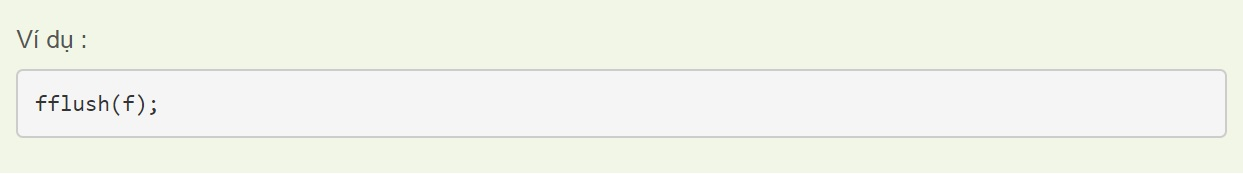 Ví dụ :
fflush(f);